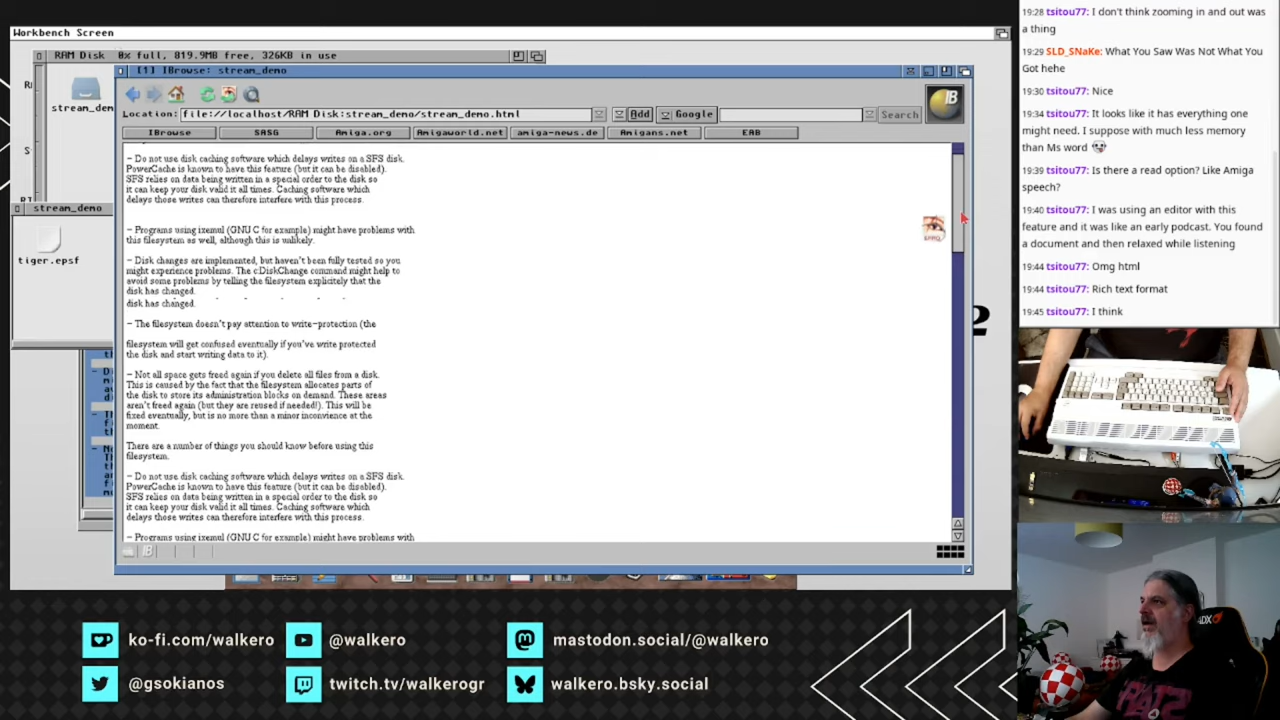 Workbench Screen
RAM Disk 0% full, 819.9MB free, 326KB in use
stream_dem
[1] IBrowse: stream_demo
Location: file://localhost/RAM Disk:stream_demo/stream_demo.html
Add
Google
Search
IB
IBrowse
SASG
Amiga.org
Amigaworld.net
amiga-news.de
Amigans.net
EAB
- Do not use disk caching software which delays writes on a SFS disk.
PowerCache is known to have this feature (but it can be disabled).
SFS relies on data being written in a special order to the disk so
it can keep your disk valid it all times. Caching software which
delays those writes can therefore interfere with this process.
- Programs using ixemul (GNU C for example) might have problems with
this filesystem as well, although this is unlikely.
- Disk changes are implemented, but haven't been fully tested so you
might experience problems. The c:DiskChange command might help to
avoid some problems by telling the filesystem explicitely that the
disk has changed.
disk has changed.
- The filesystem doesn't pay attention to write-protection (the
filesystem will get confused eventually if you've write protected
the disk and start writing data to it).
- Not all space gets freed again if you delete all files from a disk.
This is caused by the fact that the filesystem allocates parts of
the disk to store its administration blocks on demand. These areas
aren't freed again (but they are reused if needed!). This will be
fixed eventually, but is no more than a minor inconvience at the
moment.
There are a number of things you should know before using this
filesystem.
- Do not use disk caching software which delays writes on a SFS disk.
PowerCache is known to have this feature (but it can be disabled).
SFS relies on data being written in a special order to the disk so
it can keep your disk valid it all times. Caching software which
delays those writes can therefore interfere with this process.
- Programs using ixemul (GNU C for example) might have problems with
stream_demo
tiger.epsf
2
19:28 tsitou77: I don't think zooming in and out was
a thing
19:29 SLD_SNaKe: What You Saw Was Not What You
Got hehe
19:30 tsitou77: Nice
19:34 tsitou77: It looks like it has everything one
might need. I suppose with much less memory
than Ms word
19:39 tsitou77: Is there a read option? Like Amiga
speech?
19:40 tsitou77: I was using an editor with this
feature and it was like an early podcast. You found
a document and then relaxed while listening
19:44 tsitou77: Omg html
19:44 tsitou77: Rich text format
19:45 tsitou77: I think
ko-fi.com/walkero
@walkero
mastodon.social/@walkero
@gsokianos
twitch.tv/walkerogr
walkero.bsky.social